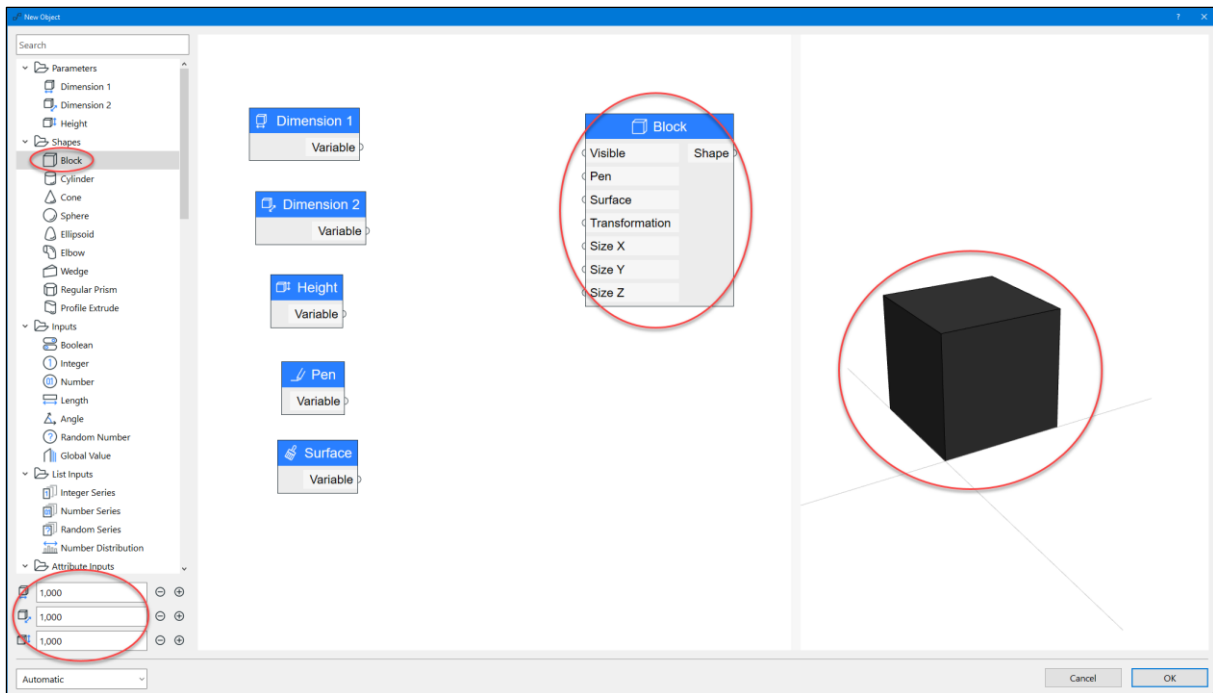 New Object
Search
Parameters
Dimension 1
Dimension 2
Height
Shapes
Block
Cylinder
Cone
Sphere
Ellipsoid
Elbow
Wedge
Regular Prism
Profile Extrude
Inputs
Boolean
Integer
Number
Length
Angle
Random Number
Global Value
List Inputs
Integer Series
Number Series
Random Series
Number Distribution
Attribute Inputs
1,000
1,000
1,000
Automatic
Dimension 1
Variable
Dimension 2
Variable
Height
Variable
Pen
Variable
Surface
Variable
Block
Visible Shape
Pen
Surface
Transformation
Size X
Size Y
Size Z
Cancel OK